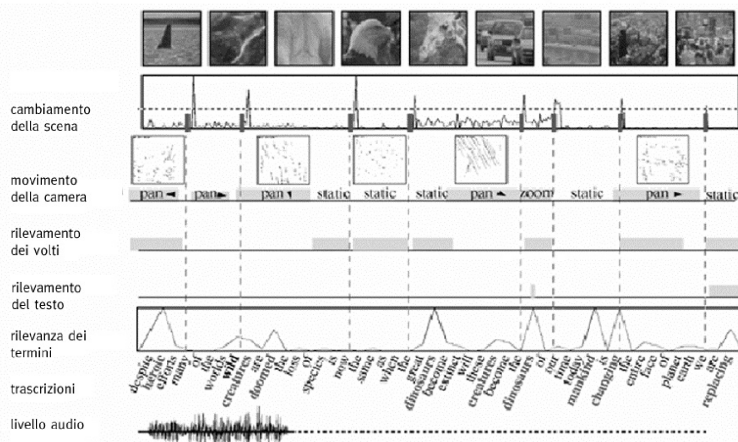 cambiamento
della scena
movimento
della camera
pan pan pan static static static pan zoom static pan static
rilevamento
dei volti
rilevamento
del testo
rilevanza dei
termini
trascrizioni
despite heroic efforts many of the worlds wild creatures are doomed the loss of species is now the same as when the great dinosaurs become extinct will these creatures become the dinosaurs of our time today mankind is changing the entire face of planet earth we are replacing
livello audio